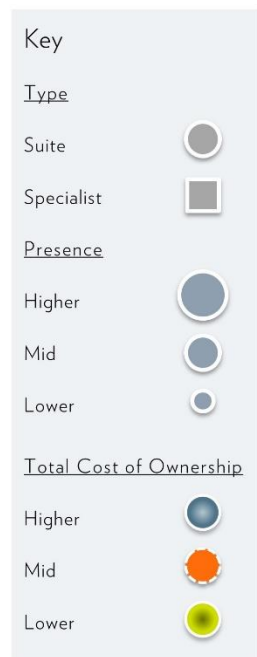 Key
Type
Suite
Specialist
Presence
Higher
Mid
Lower
Total Cost of Ownership
Higher
Mid
Lower